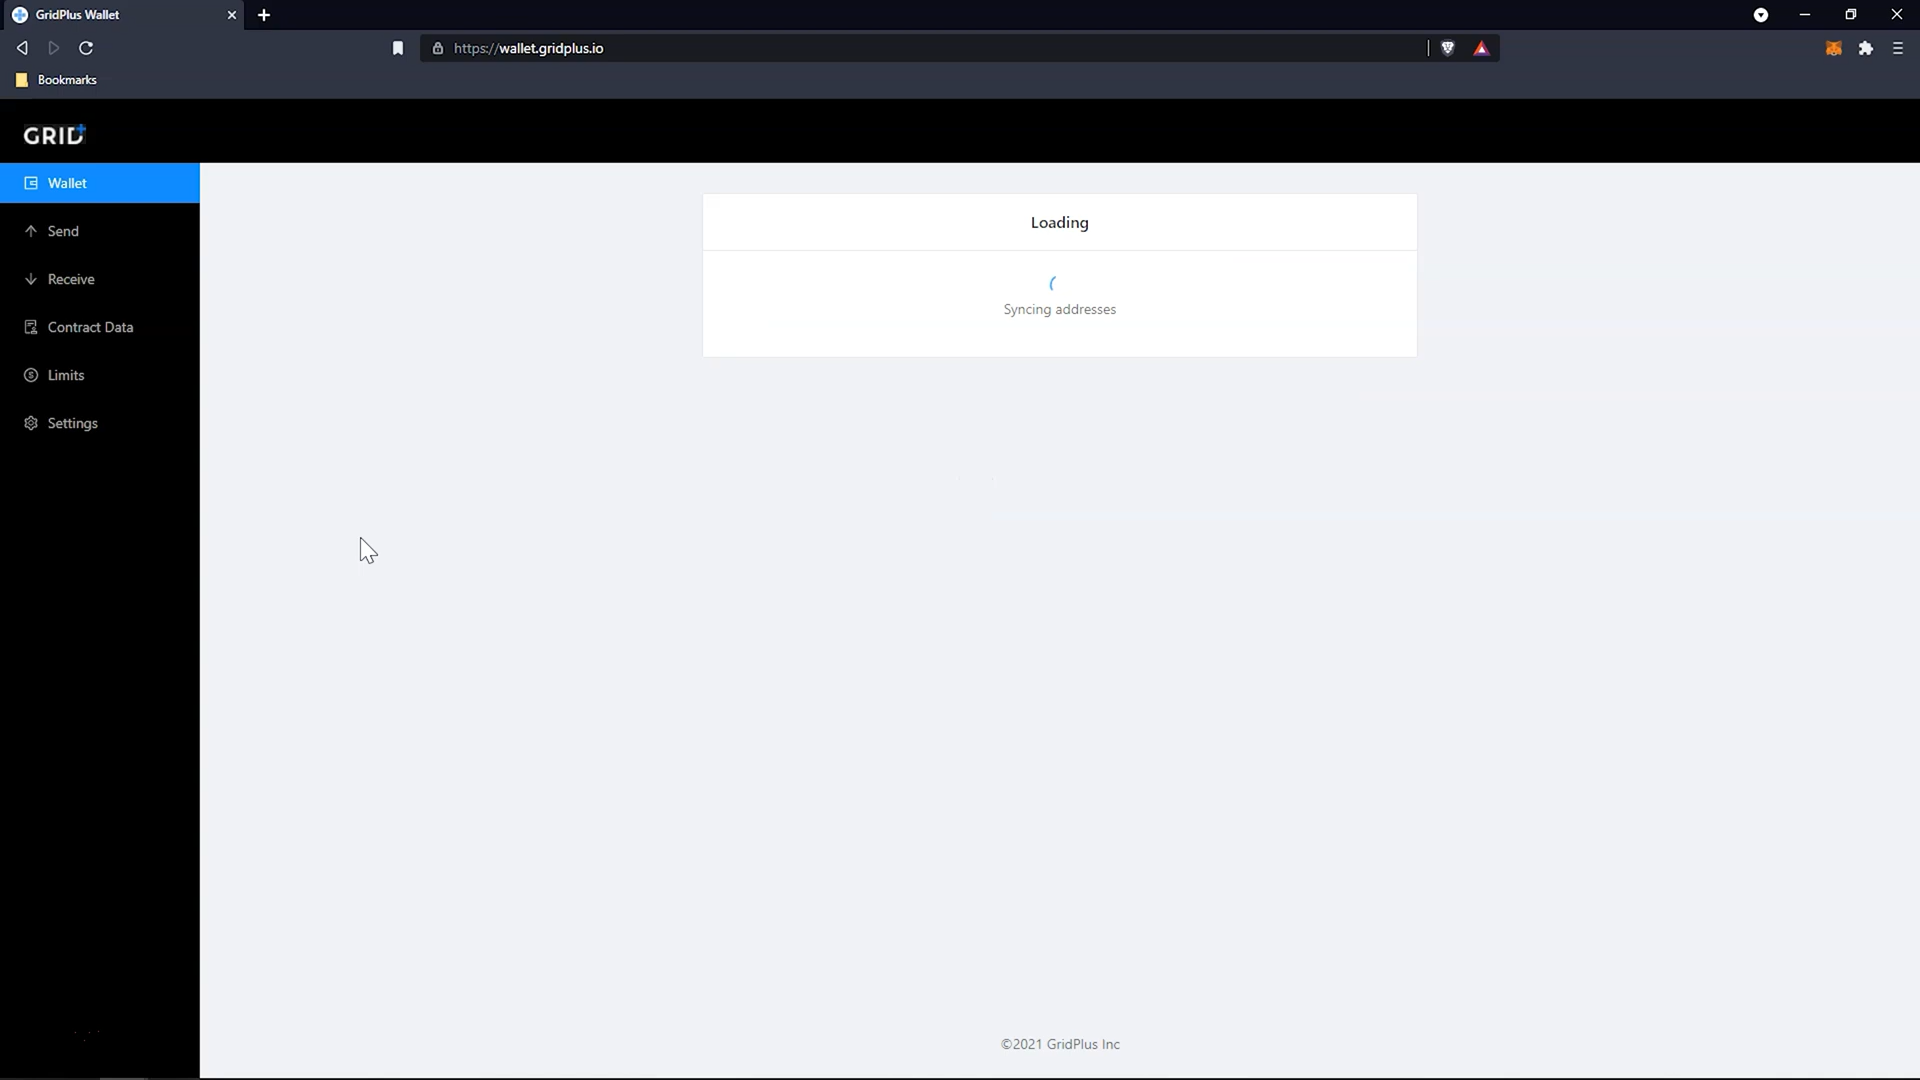 GridPlus Wallet
https://wallet.gridplus.io
Bookmarks
GRID+
Wallet
Send
Receive
Contract Data
Limits
Settings
Loading
Syncing addresses
©2021 GridPlus Inc